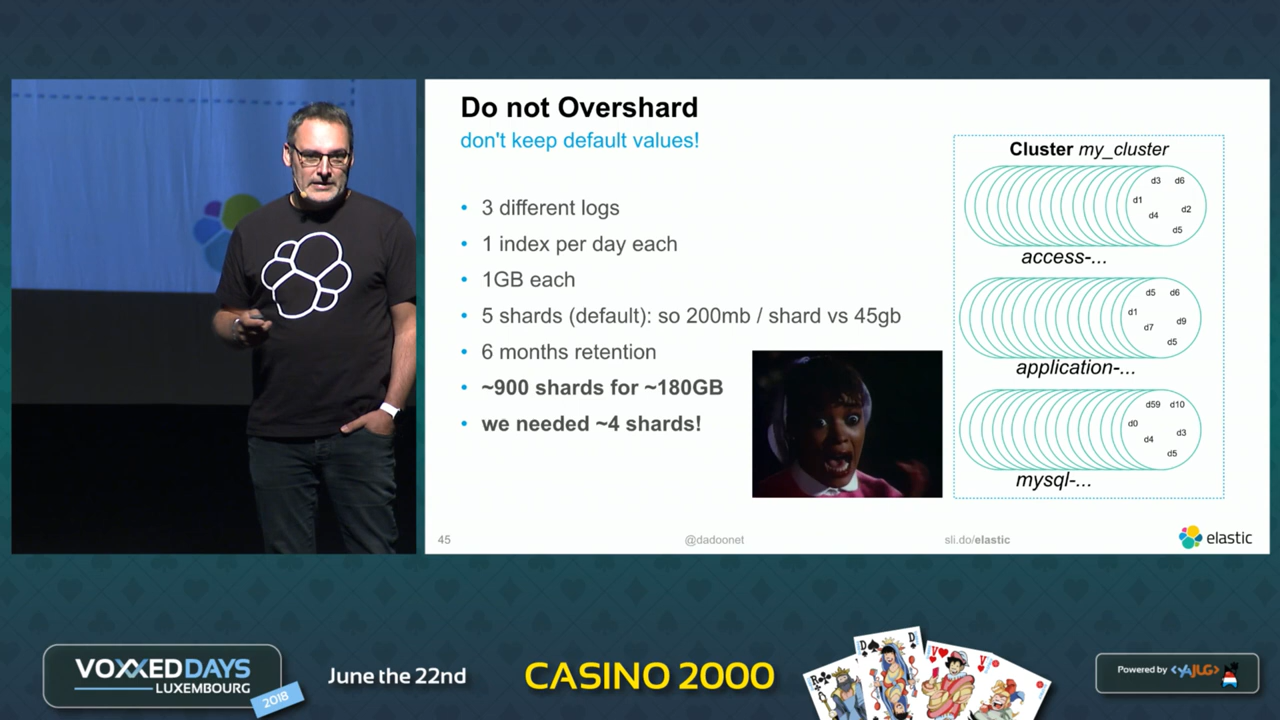 Do not Overshard
don't keep default values!
• 3 different logs
• 1 index per day each
• 1GB each
• 5 shards (default): so 200mb / shard vs 45gb
• 6 months retention
• ~900 shards for ~180GB
• we needed ~4 shards!
Cluster my_cluster
d3 d6
d1
d2
d4
d5
access-...
d5 d6
d1
d9
d7
d5
application-...
d59 d10
d0
d3
d4
d5
mysql-...
45
@dadoonet
sli.do/elastic
elastic
VOXXEDDAYS
LUXEMBOURG
2018
June the 22nd
CASINO 2000
R
D
D
V
V
Powered by <YAJUG>